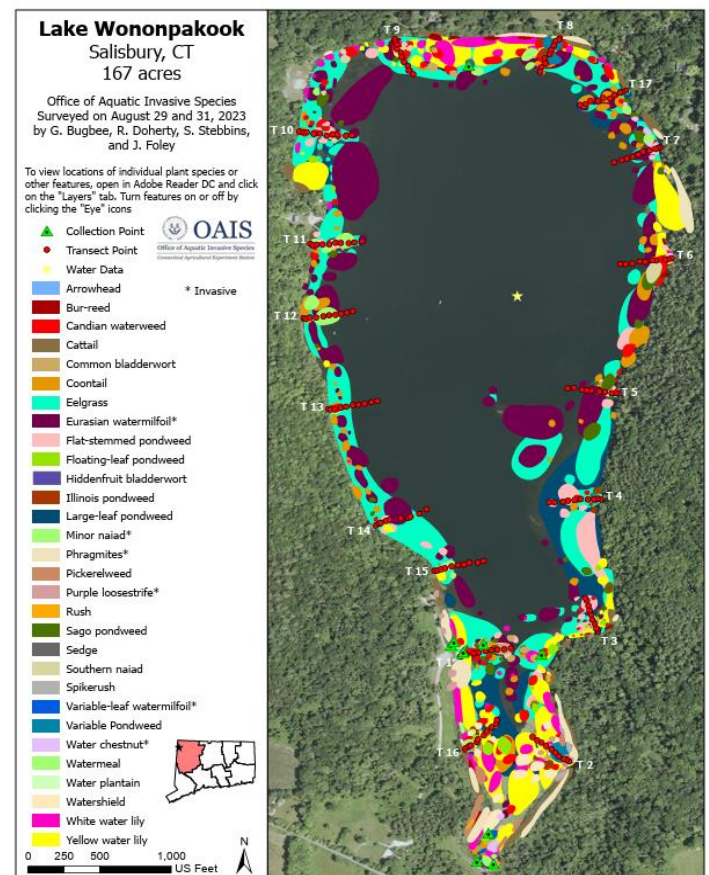 Lake Wononpakook
Salisbury, CT
167 acres
Office of Aquatic Invasive Species
Surveyed on August 29 and 31, 2023
by G. Bugbee, R. Doherty, S. Stebbins,
and J. Foley
To view locations of individual plant species or
other features, open in Adobe Reader DC and click
on the "Layers" tab. Turn features on or off by
clicking the "Eye" icons
OAIS
Office of Aquatic Invasive Species
Connecticut Agricultural Experiment Station
Collection Point
Transect Point
Water Data
Arrowhead
* Invasive
Bur-reed
Candian waterweed
Cattail
Common bladderwort
Coontail
Eelgrass
Eurasian watermilfoil*
Flat-stemmed pondweed
Floating-leaf pondweed
Hiddenfruit bladderwort
Illinois pondweed
Large-leaf pondweed
Minor naiad*
Phragmites*
Pickerelweed
Purple loosestrife*
Rush
Sago pondweed
Sedge
Southern naiad
Spikerush
Variable-leaf watermilfoil*
Variable Pondweed
Water chestnut*
Watermeal
Water plantain
Watershield
White water lily
Yellow water lily
N
0 250 500 1,000
US Feet
T 9
T 8
T 17
T 10
T 7
T 11
T 6
T 12
T 5
T 13
T 4
T 14
T 15
T 3
T 1
T 16
T 2